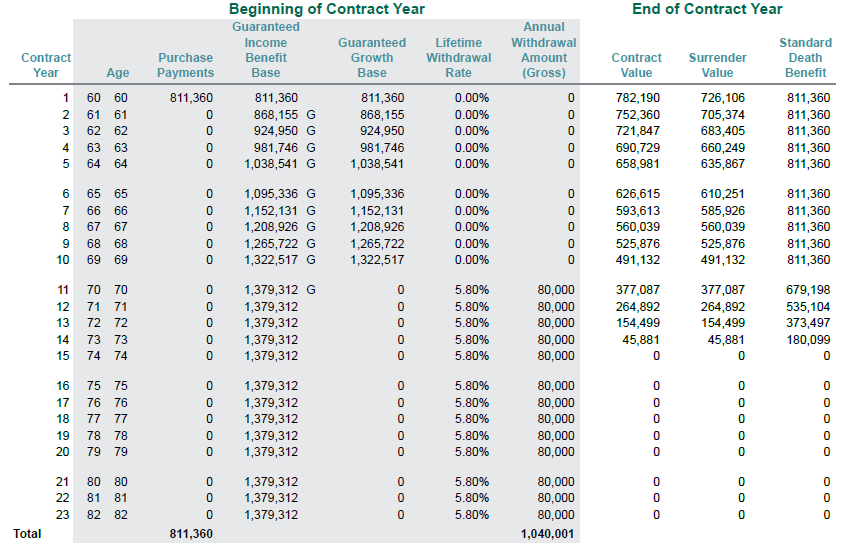 Beginning of Contract Year End of Contract Year
Guaranteed Annual
Income Guaranteed Lifetime Withdrawal Standard
Contract Purchase Benefit Growth Withdrawal Amount Contract Surrender Death
Year Age Payments Base Base Rate (Gross) Value Value Benefit
1 60 60 811,360 811,360 811,360 0.00% 0 782,190 726,106 811,360
2 61 61 0 868,155 G 868,155 0.00% 0 752,360 705,374 811,360
3 62 62 0 924,950 G 924,950 0.00% 0 721,847 683,405 811,360
4 63 63 0 981,746 G 981,746 0.00% 0 690,729 660,249 811,360
5 64 64 0 1,038,541 G 1,038,541 0.00% 0 658,981 635,867 811,360
6 65 65 0 1,095,336 G 1,095,336 0.00% 0 626,615 610,251 811,360
7 66 66 0 1,152,131 G 1,152,131 0.00% 0 593,613 585,926 811,360
8 67 67 0 1,208,926 G 1,208,926 0.00% 0 560,039 560,039 811,360
9 68 68 0 1,265,722 G 1,265,722 0.00% 0 525,876 525,876 811,360
10 69 69 0 1,322,517 G 1,322,517 0.00% 0 491,132 491,132 811,360
11 70 70 0 1,379,312 G 0 5.80% 80,000 377,087 377,087 679,198
12 71 71 0 1,379,312 0 5.80% 80,000 264,892 264,892 535,104
13 72 72 0 1,379,312 0 5.80% 80,000 154,499 154,499 373,497
14 73 73 0 1,379,312 0 5.80% 80,000 45,881 45,881 180,099
15 74 74 0 1,379,312 0 5.80% 80,000 0 0 0
16 75 75 0 1,379,312 0 5.80% 80,000 0 0 0
17 76 76 0 1,379,312 0 5.80% 80,000 0 0 0
18 77 77 0 1,379,312 0 5.80% 80,000 0 0 0
19 78 78 0 1,379,312 0 5.80% 80,000 0 0 0
20 79 79 0 1,379,312 0 5.80% 80,000 0 0 0
21 80 80 0 1,379,312 0 5.80% 80,000 0 0 0
22 81 81 0 1,379,312 0 5.80% 80,000 0 0 0
23 82 82 0 1,379,312 0 5.80% 80,000 0 0 0
Total 811,360 1,040,001